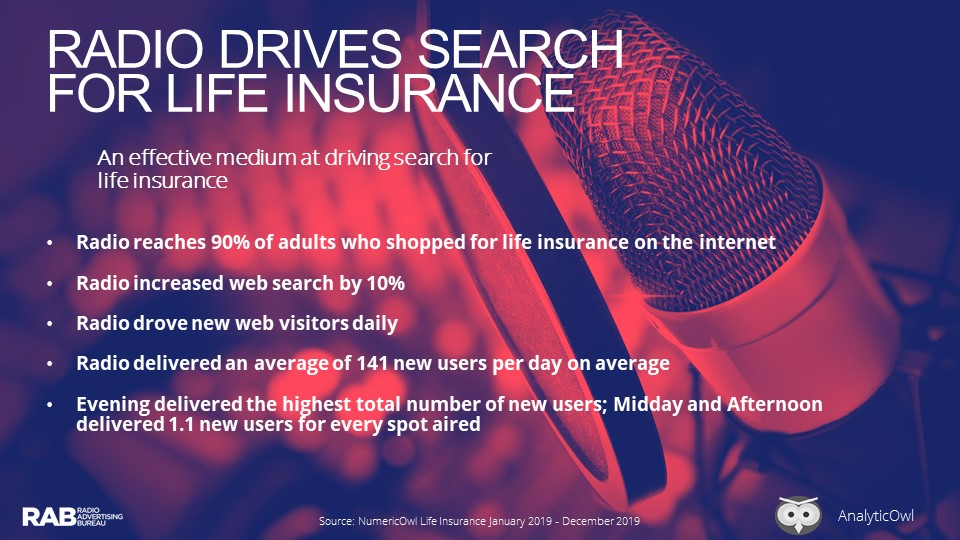 RADIO DRIVES SEARCH
FOR LIFE INSURANCE
An effective medium at driving search for
life insurance
• Radio reaches 90% of adults who shopped for life insurance on the internet
• Radio increased web search by 10%
• Radio drove new web visitors daily
• Radio delivered an average of 141 new users per day on average
• Evening delivered the highest total number of new users; Midday and Afternoon
delivered 1.1 new users for every spot aired
RAB RADIO
ADVERTISING
BUREAU
Source: NumericOwl Life Insurance January 2019 - December 2019
AnalyticOwl